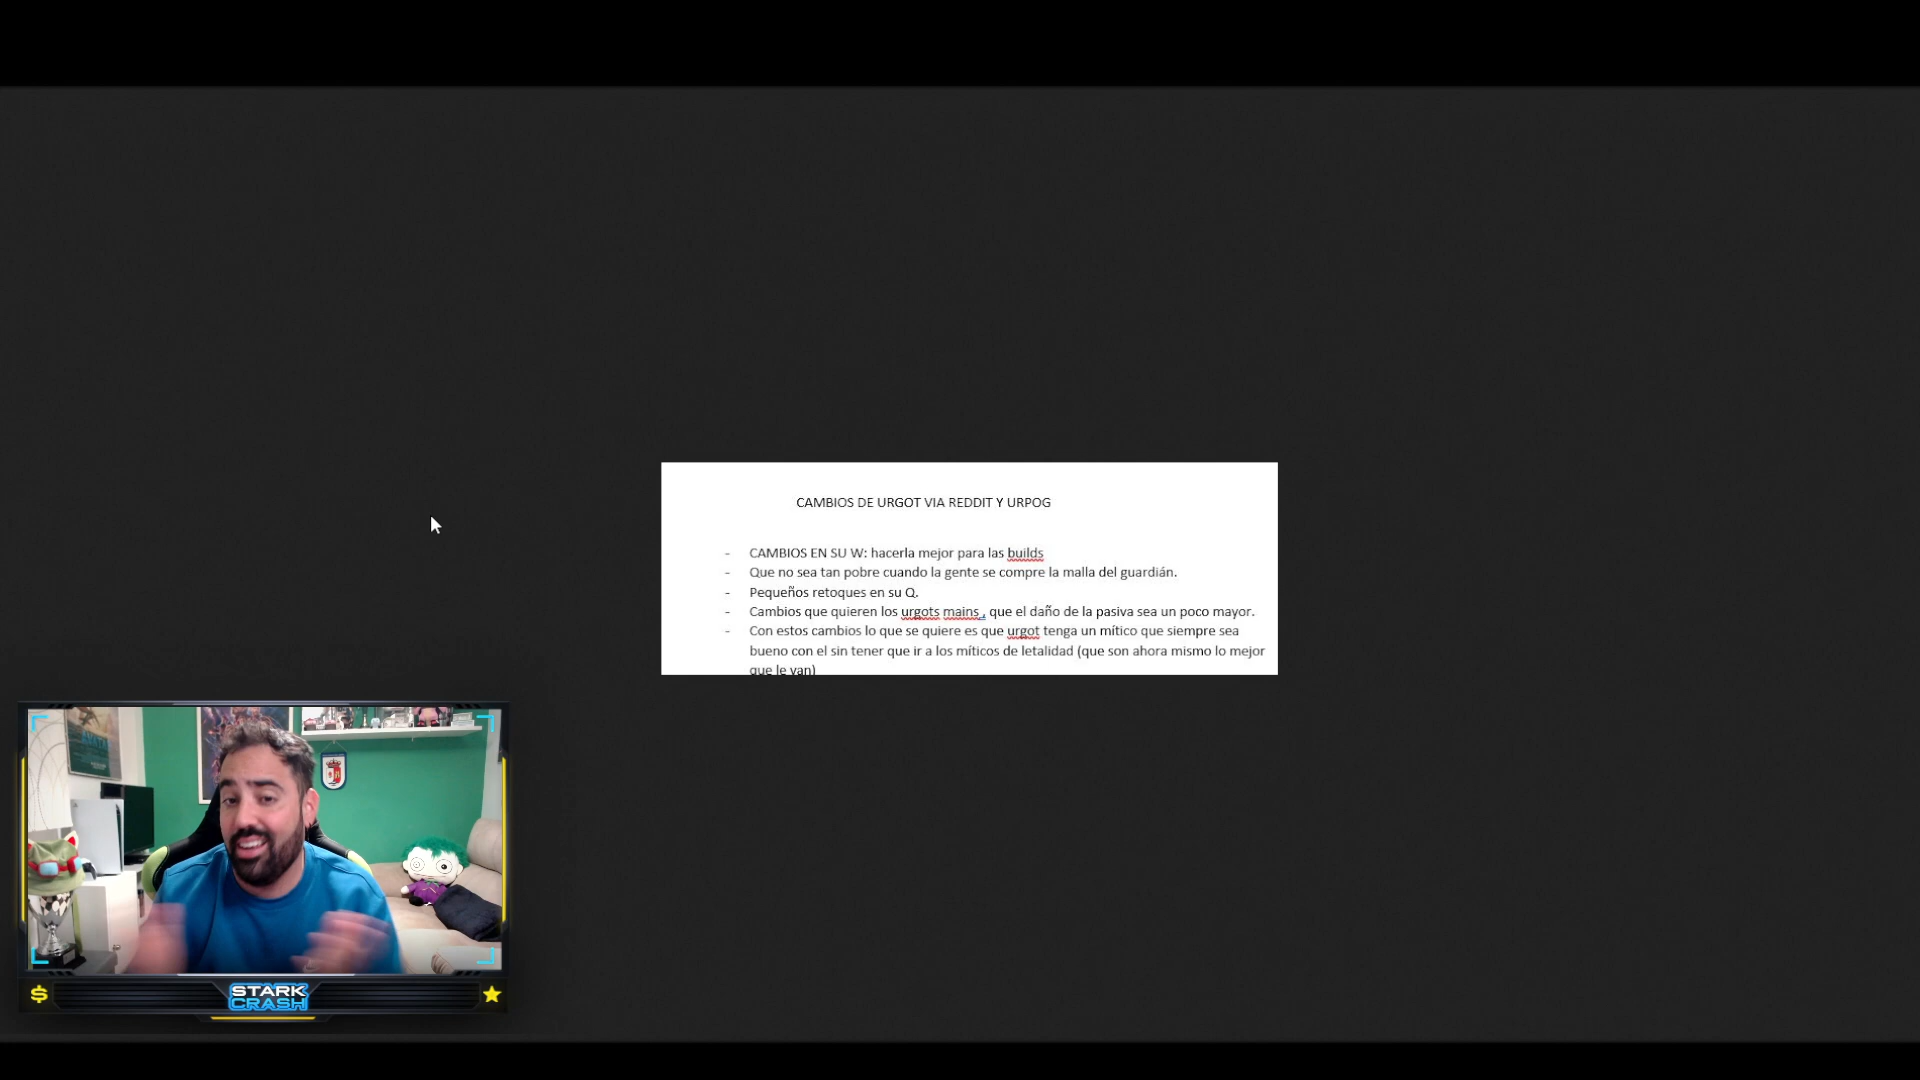 CAMBIOS DE URGOT VIA REDDIT Y URPOG
- CAMBIOS EN SU W: hacerla mejor para las builds
- Que no sea tan pobre cuando la gente se compre la malla del guardián.
- Pequeños retoques en su Q.
- Cambios que quieren los urgots mains , que el daño de la pasiva sea un poco mayor.
- Con estos cambios lo que se quiere es que urgot tenga un mítico que siempre sea
bueno con el sin tener que ir a los míticos de letalidad (que son ahora mismo lo mejor
que le van)
$
STARK
CRASH